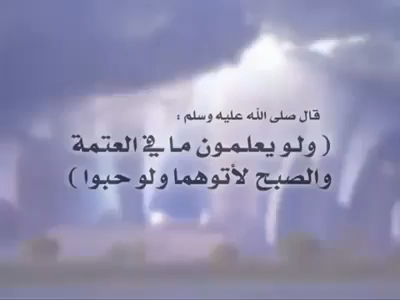 قال صلى الله عليه وسلم :
( ولو يعلمون ما في العتمة
والصبح لأتوهما ولو حبوا )